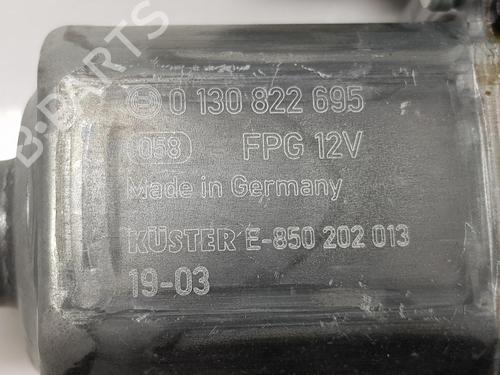 0 130 822 695
058 FPG 12V
Made in Germany
KÜSTER E-850 202 013
19-03
B-PARTS